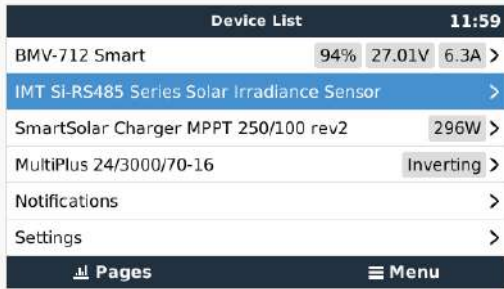 Device List 11:59
BMV-712 Smart 94% 27.01V 6.3A >
IMT Si-RS485 Series Solar Irradiance Sensor >
SmartSolar Charger MPPT 250/100 rev2 296W >
MultiPlus 24/3000/70-16 Inverting >
Notifications >
Settings >
Pages Menu